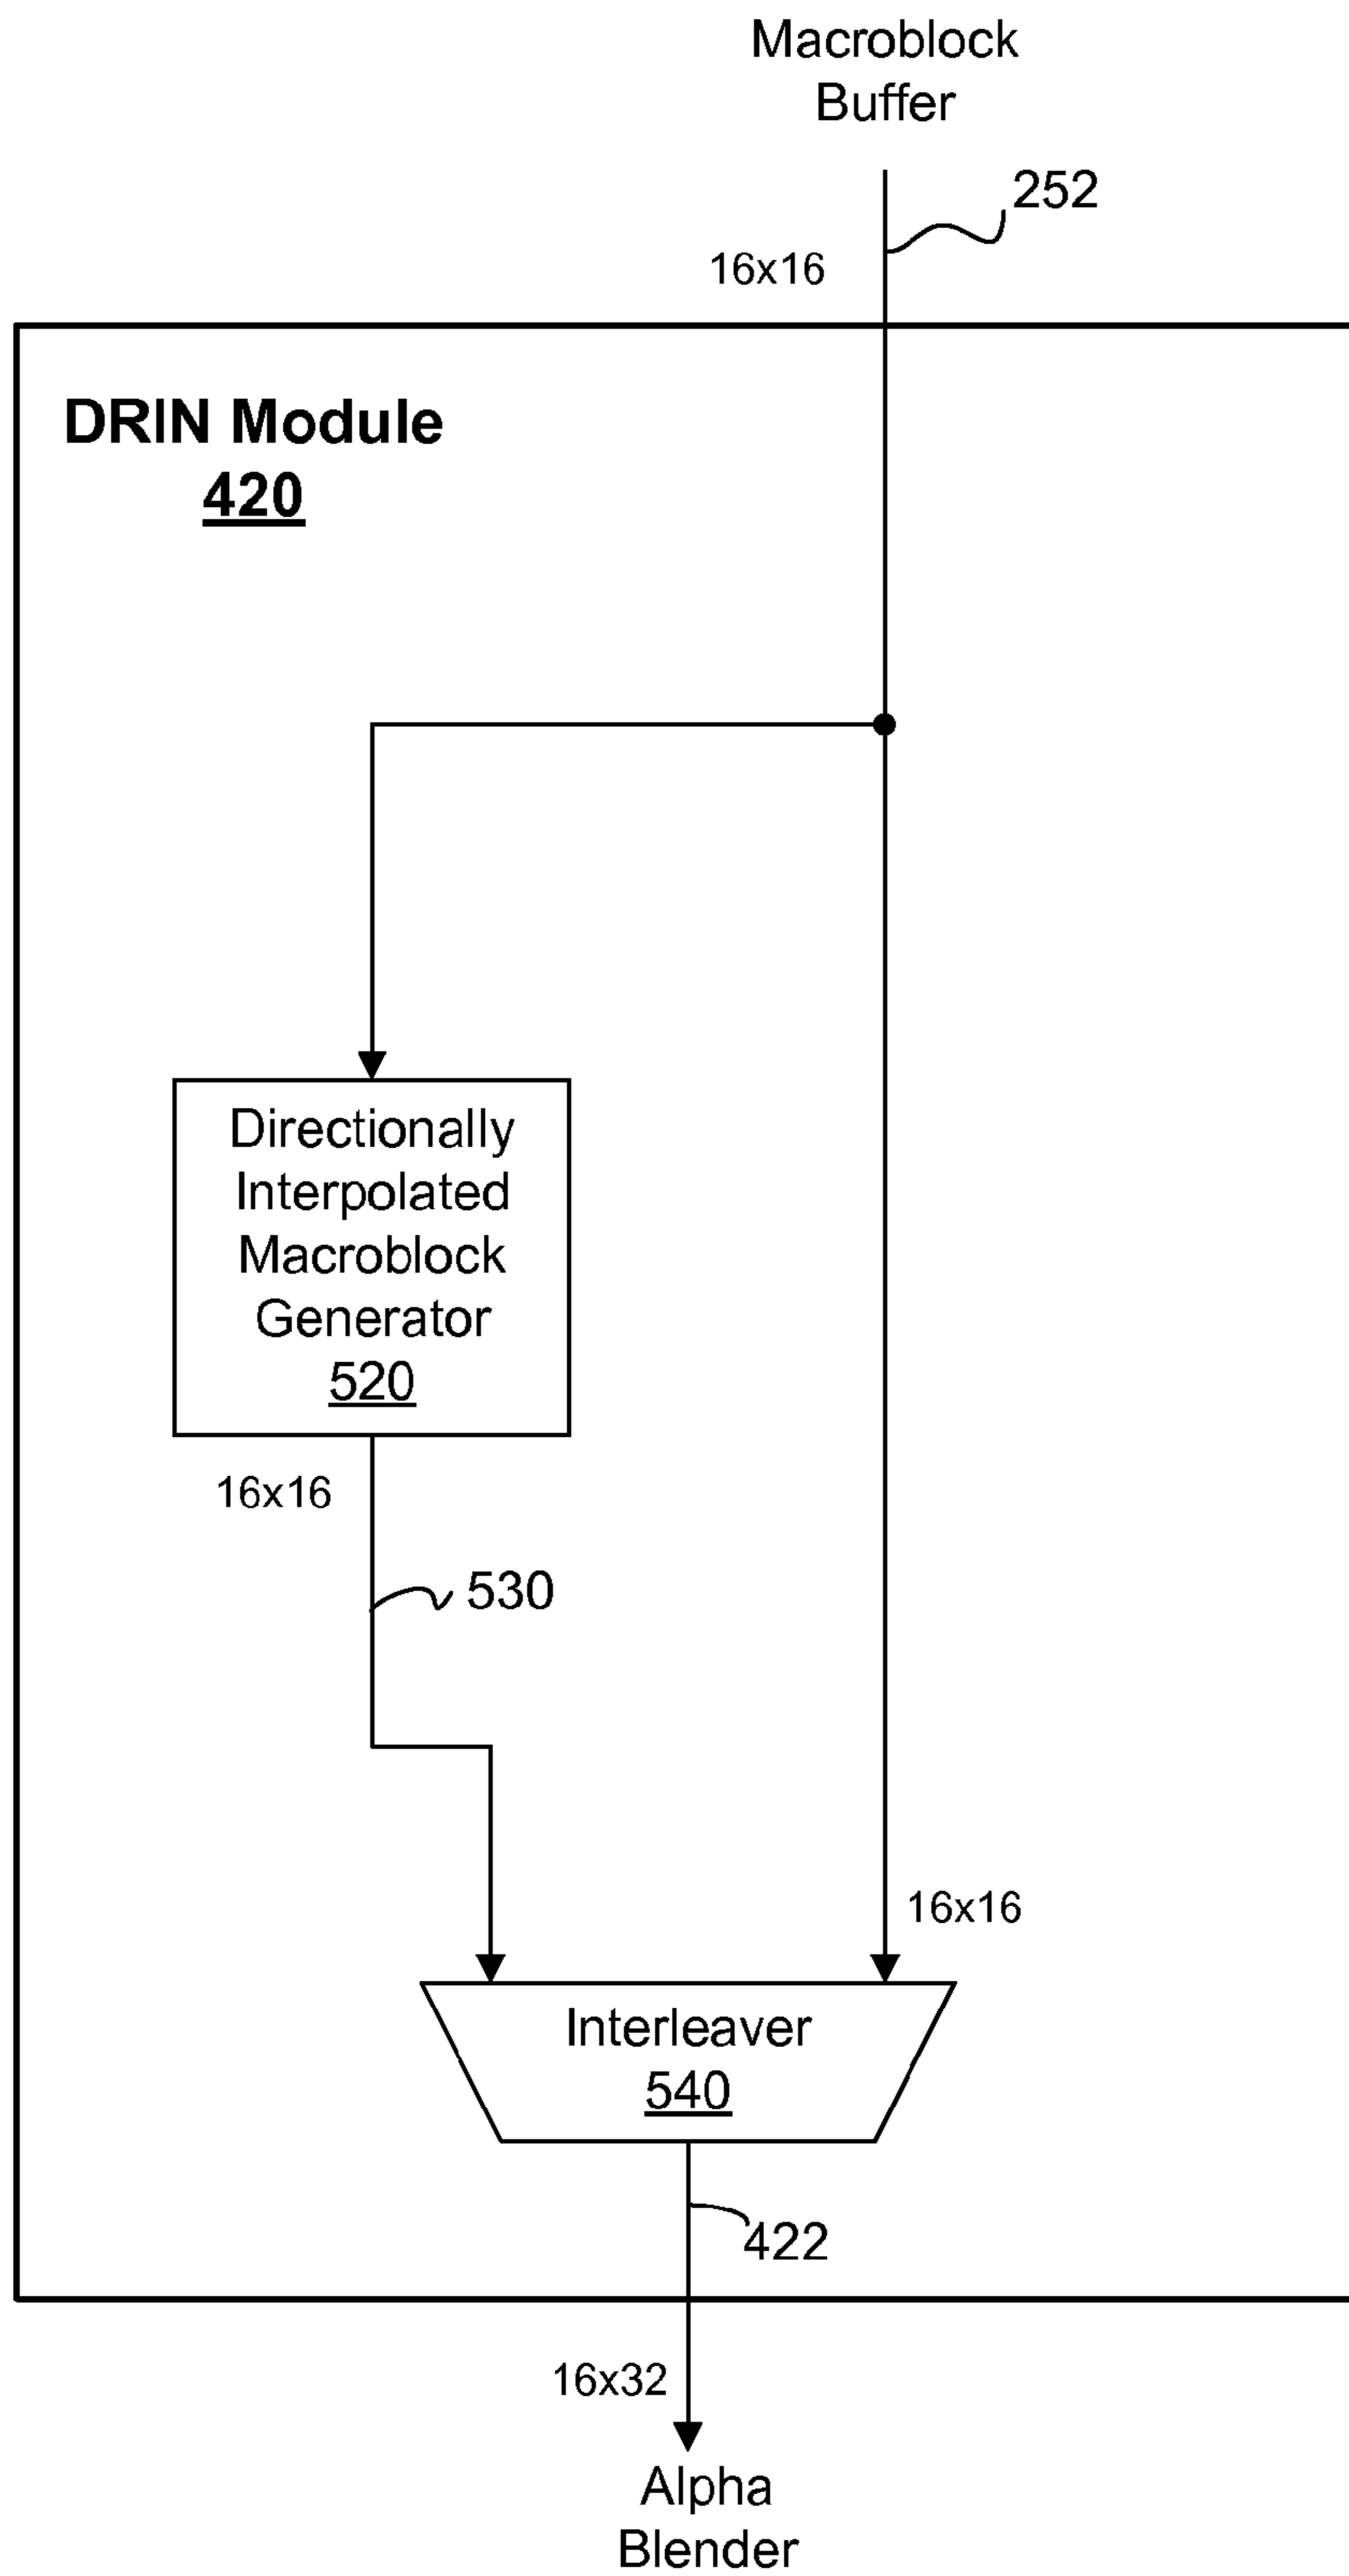 Macroblock
Buffer
252
16x16
DRIN Module
420
Directionally
Interpolated
Macroblock
Generator
520
16x16
530
16x16
Interleaver
540
422
16x32
Alpha
Blender